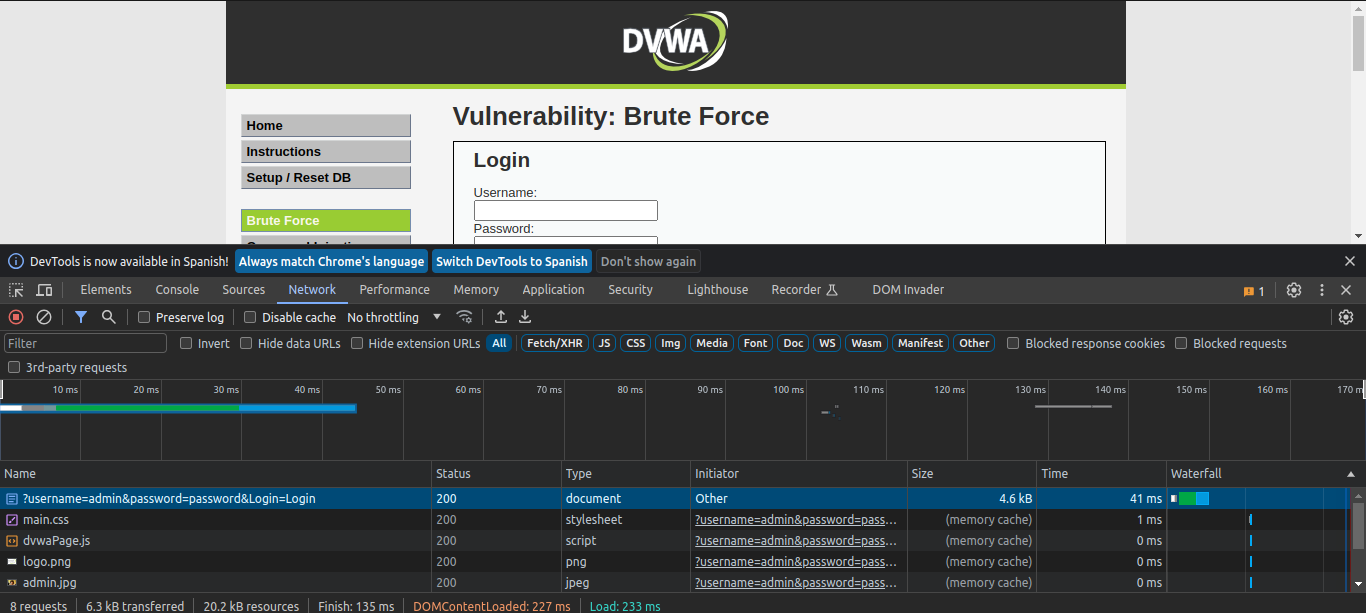 DVWA
Vulnerability: Brute Force
Home
Instructions
Setup / Reset DB
Brute Force
Login
Username:
Password:
DevTools is now available in Spanish! Always match Chrome's language Switch DevTools to Spanish Don't show again
Elements Console Sources Network Performance Memory Application Security Lighthouse Recorder DOM Invader 1
Preserve log Disable cache No throttling
Filter Invert Hide data URLs Hide extension URLs All Fetch/XHR JS CSS Img Media Font Doc WS Wasm Manifest Other Blocked response cookies Blocked requests
3rd-party requests
10 ms 20 ms 30 ms 40 ms 50 ms 60 ms 70 ms 80 ms 90 ms 100 ms 110 ms 120 ms 130 ms 140 ms 150 ms 160 ms 170 m
Name Status Type Initiator Size Time Waterfall
?username=admin&password=password&Login=Login 200 document Other 4.6 kB 41 ms
main.css 200 stylesheet ?username=admin&password=pass... (memory cache) 1 ms
dvwaPage.js 200 script ?username=admin&password=pass... (memory cache) 0 ms
logo.png 200 png ?username=admin&password=pass... (memory cache) 0 ms
admin.jpg 200 jpeg ?username=admin&password=pass... (memory cache) 0 ms
8 requests 6.3 kB transferred 20.2 kB resources Finish: 135 ms DOMContentLoaded: 227 ms Load: 233 ms